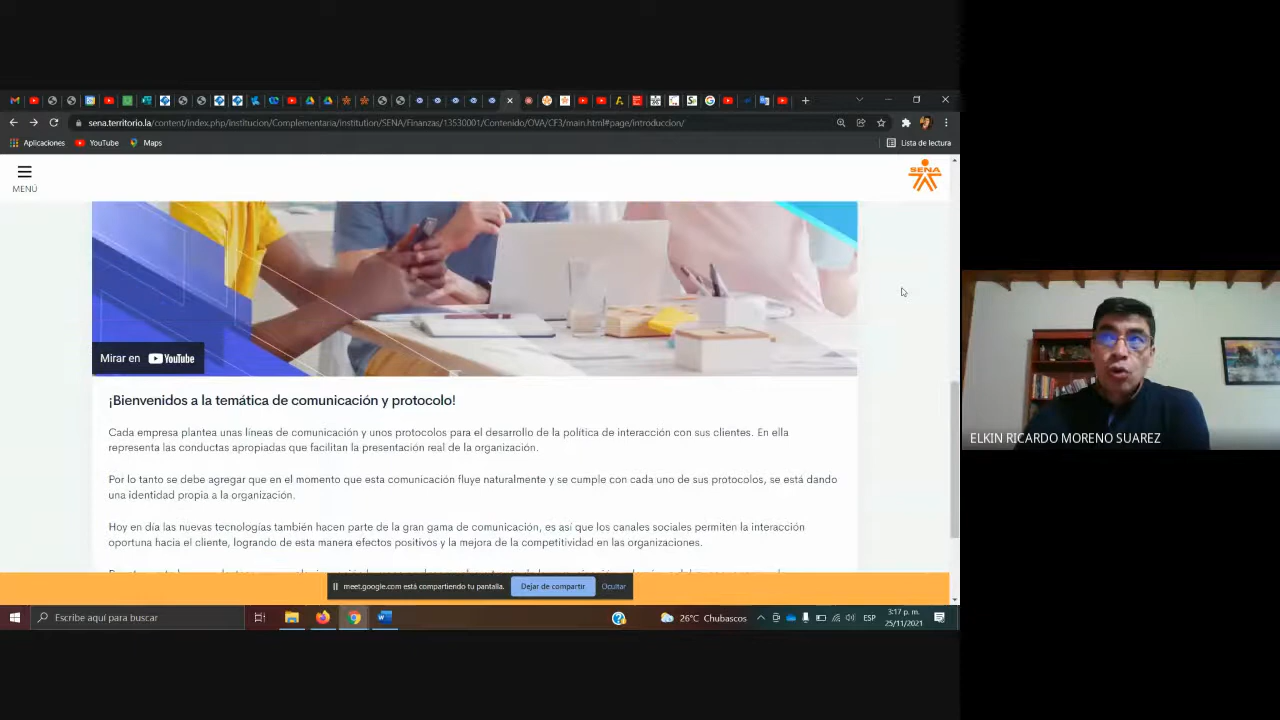 sena.territorio.la/content/index.php/institucion/Complementaria/institution/SENA/Finanzas/13530001/Contenido/OVA/CF3/main.html#page/introduccion/
Aplicaciones
YouTube
Maps
Lista de lectura
MENÚ
SENA
Mirar en YouTube
¡Bienvenidos a la temática de comunicación y protocolo!
Cada empresa plantea unas líneas de comunicación y unos protocolos para el desarrollo de la política de interacción con sus clientes. En ella
representa las conductas apropiadas que facilitan la presentación real de la organización.
Por lo tanto se debe agregar que en el momento que esta comunicación fluye naturalmente y se cumple con cada uno de sus protocolos, se está dando
una identidad propia a la organización.
Hoy en día las nuevas tecnologías también hacen parte de la gran gama de comunicación, es así que los canales sociales permiten la interacción
oportuna hacia el cliente, logrando de esta manera efectos positivos y la mejora de la competitividad en las organizaciones.
meet.google.com está compartiendo tu pantalla.
Dejar de compartir
Ocultar
Escribe aquí para buscar
26°C Chubascos
ESP
3:17 p. m.
25/11/2021
ELKIN RICARDO MORENO SUAREZ